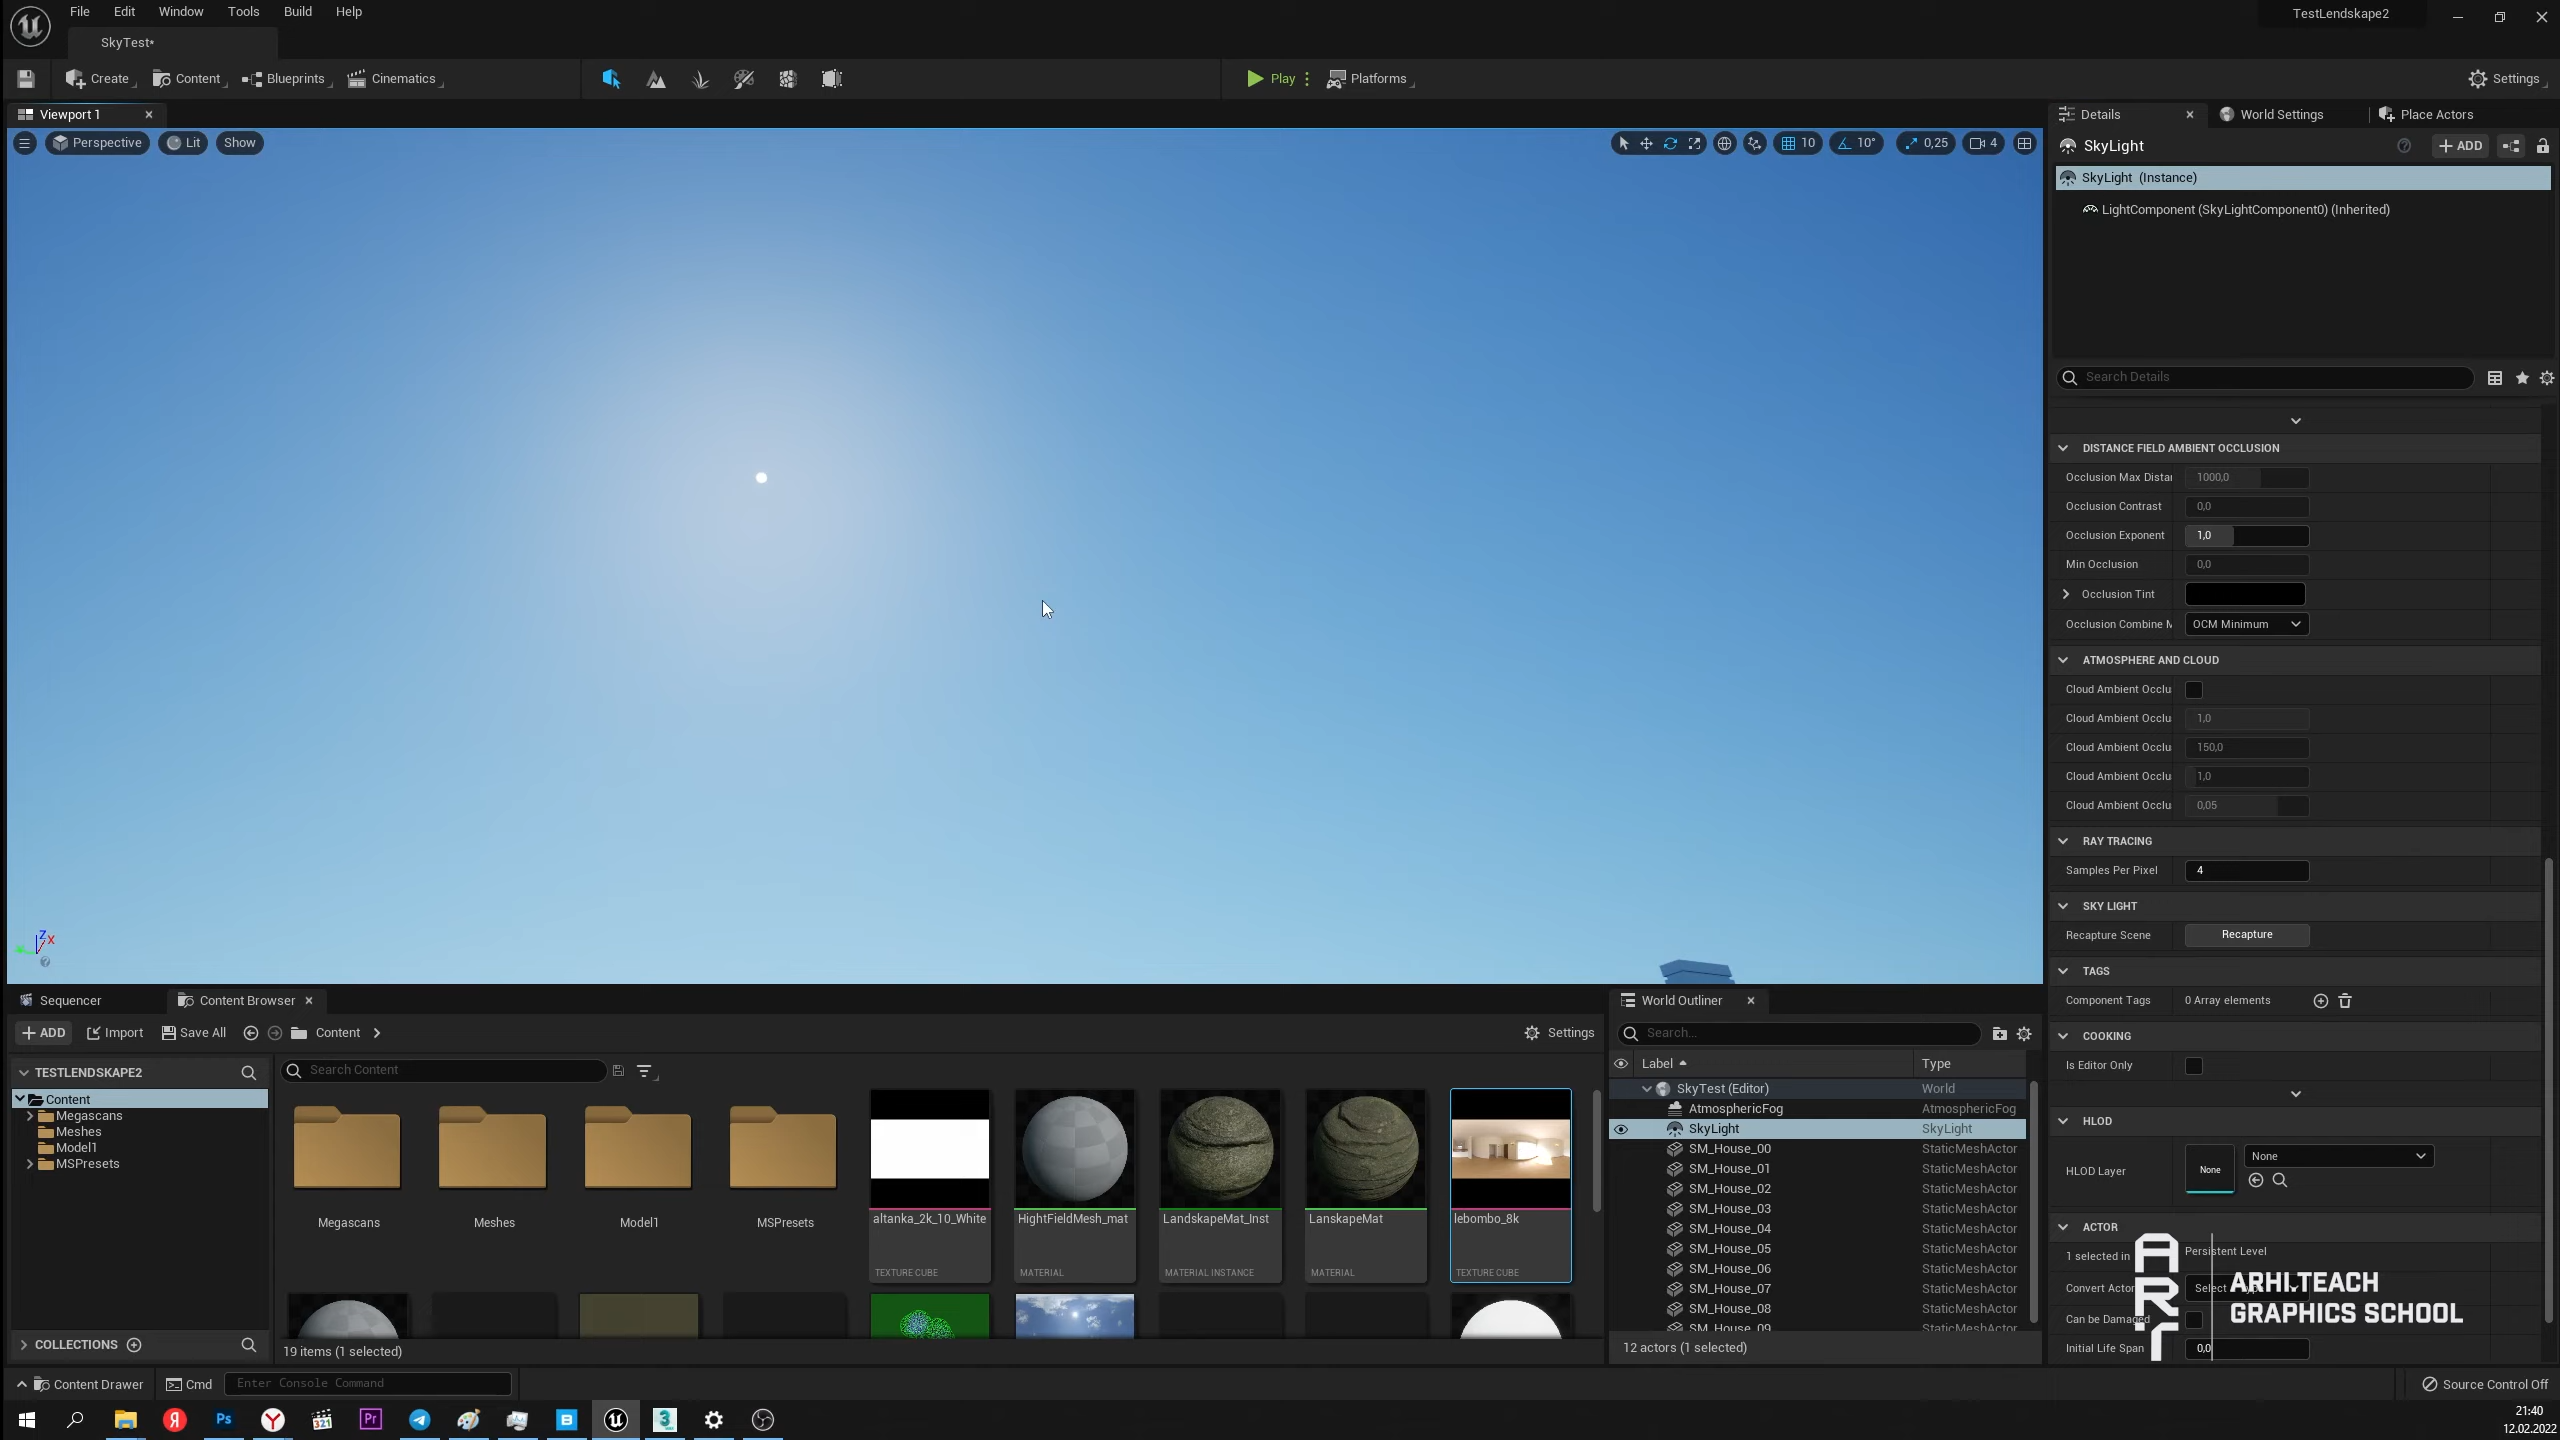 File Edit Window Tools Build Help
TestLendskape2
SkyTest*
Create Content Blueprints Cinematics Play Platforms Settings
Viewport 1
Perspective Lit Show 10 10° 0,25 4
Details World Settings Place Actors
SkyLight + ADD
SkyLight (Instance)
LightComponent (SkyLightComponent0) (Inherited)
Search Details
DISTANCE FIELD AMBIENT OCCLUSION
Occlusion Max Distar 1000,0
Occlusion Contrast 0,0
Occlusion Exponent 1,0
Min Occlusion 0,0
Occlusion Tint
Occlusion Combine M OCM Minimum
ATMOSPHERE AND CLOUD
Cloud Ambient Occlu
Cloud Ambient Occlu 1,0
Cloud Ambient Occlu 150,0
Cloud Ambient Occlu 1,0
Cloud Ambient Occlu 0,05
RAY TRACING
Samples Per Pixel 4
SKY LIGHT
Recapture Scene Recapture
TAGS
Component Tags 0 Array elements
COOKING
Is Editor Only
HLOD
HLOD Layer None None
ACTOR
1 selected in Persistent Level
Convert Actor Select
Can be Damaged
Initial Life Span 0,0
ART
ARHI.TEACH
GRAPHICS SCHOOL
Z X
Sequencer Content Browser
+ ADD Import Save All Content Settings
TESTLENDSKAPE2
Search Content
Content
Megascans
Meshes
Model1
MSPresets
COLLECTIONS
Megascans Meshes Model1 MSPresets
altanka_2k_10_White
TEXTURE CUBE
HightFieldMesh_mat
MATERIAL
LandskapeMat_Inst
MATERIAL INSTANCE
LanskapeMat
MATERIAL
lebombo_8k
TEXTURE CUBE
19 items (1 selected)
World Outliner
Search...
Label Type
SkyTest (Editor) World
AtmosphericFog AtmosphericFog
SkyLight SkyLight
SM_House_00 StaticMeshActor
SM_House_01 StaticMeshActor
SM_House_02 StaticMeshActor
SM_House_03 StaticMeshActor
SM_House_04 StaticMeshActor
SM_House_05 StaticMeshActor
SM_House_06 StaticMeshActor
SM_House_07 StaticMeshActor
SM_House_08 StaticMeshActor
SM_House_09 StaticMeshActor
12 actors (1 selected)
Content Drawer Cmd Enter Console Command Source Control Off
Я Ps Y 321 Pr B 3
21:40
12.02.2022